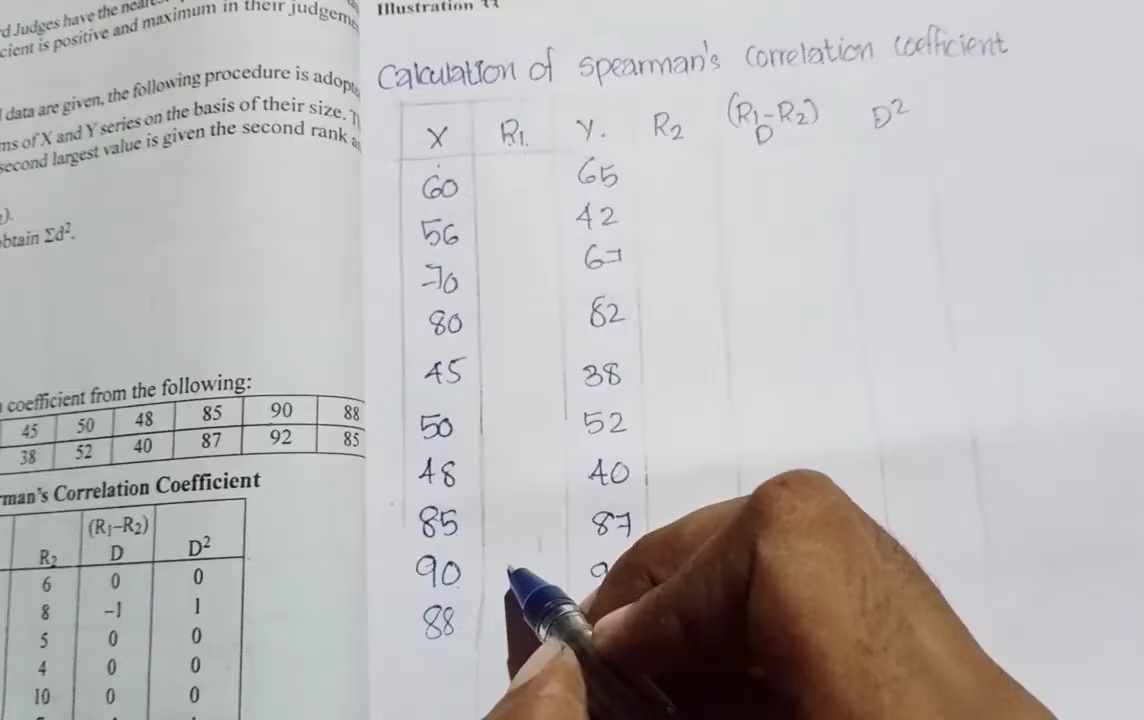 d Judges have the
cient is positive and maximum in their judgeme
data are given, the following procedure is adopt
ms of X and Y series on the basis of their size.
second largest value is given the second rank a
).
btain Σd².
coefficient from the following:
45 50 48 85 90 88
38 52 40 87 92 85
rman's Correlation Coefficient
R₂ (R₁–R₂) D D²
6 0 0
8 –1 1
5 0 0
4 0 0
10 0 0
Illustration
Calculation of Spearman's Correlation Coefficient
X R₁. Y. R₂ (R₁-R₂) D D²
60 65
56 42
70 67
80 82
45 38
50 52
48 40
85 87
90 9
88